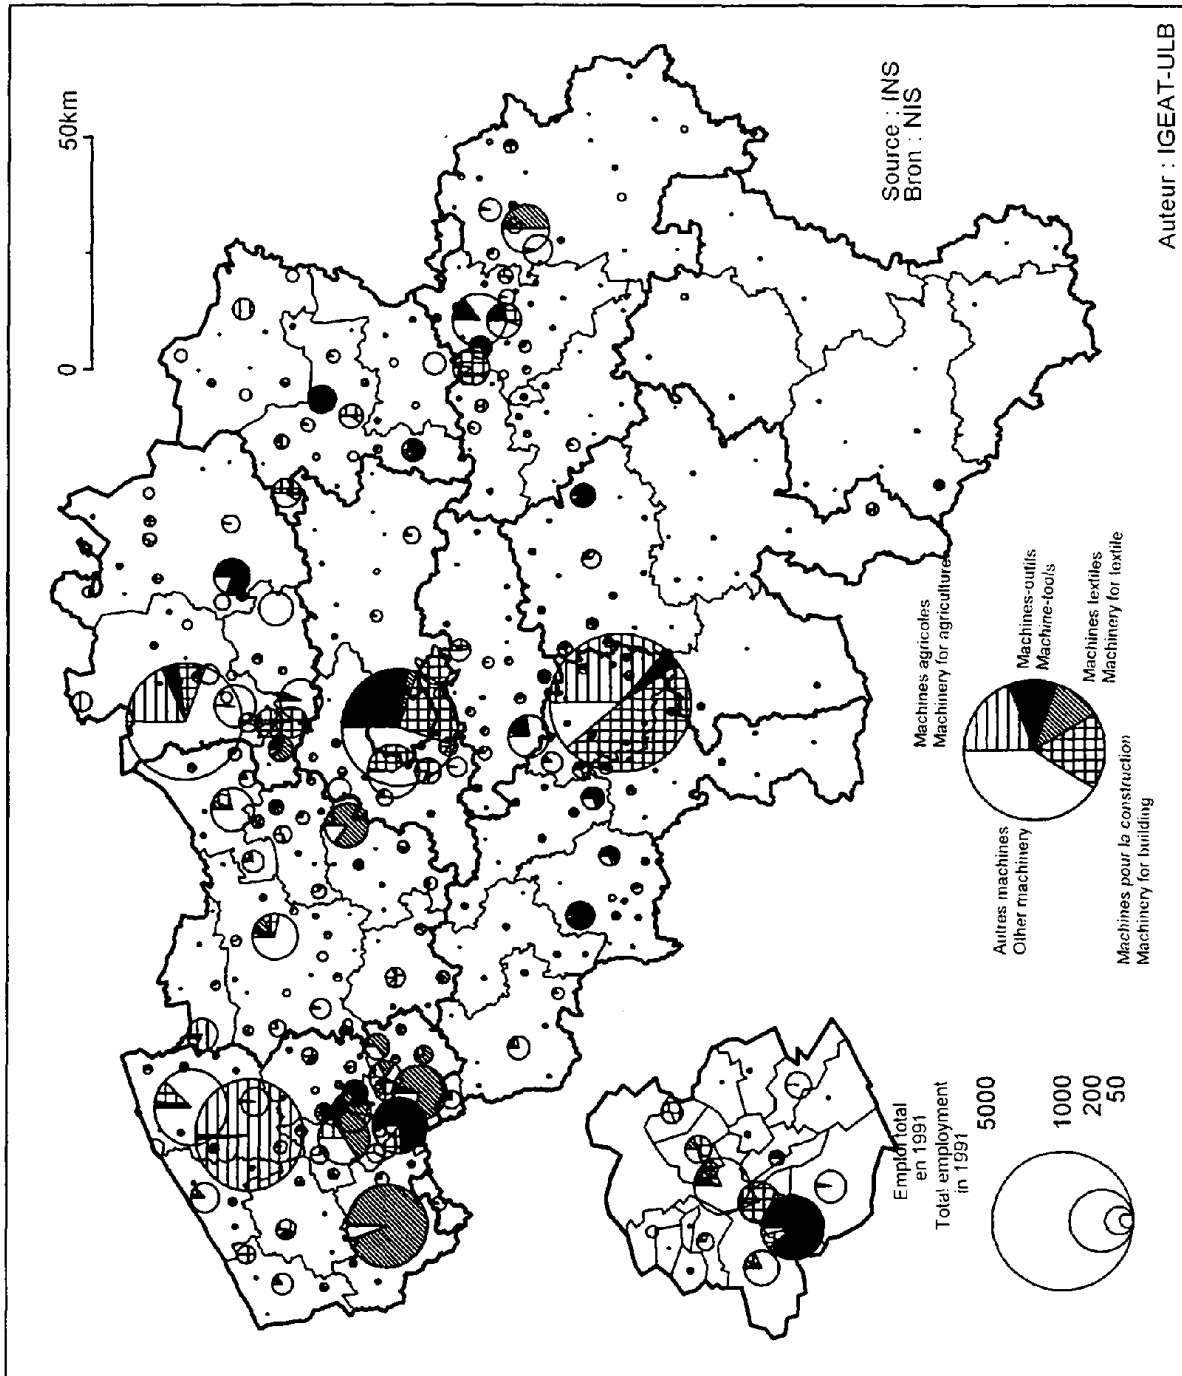 50km
0
Source : INS
Bron : NIS
Auteur : IGEAT-ULB
Machines agricoles
Machinery for agriculture
Machines-outils
Machine-tools
Machines textiles
Machinery for textile
Machines pour la construction
Machinery for building
Autres machines
Other machinery
Emploi total
en 1991
Total employment
in 1991
5000
1000
200
50